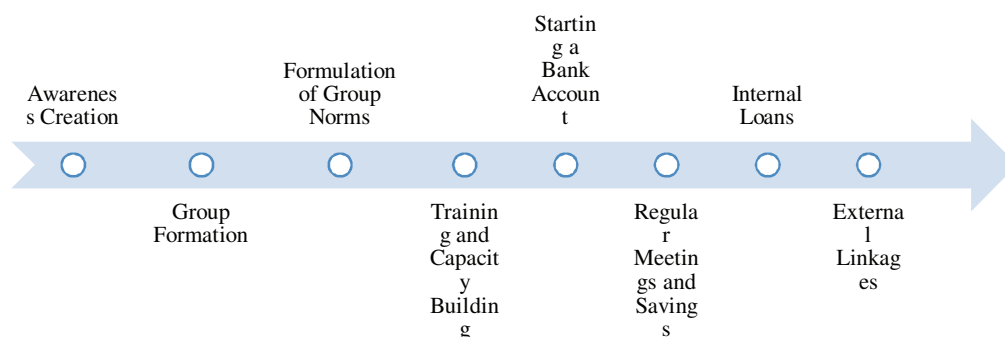 Awarenes
s Creation
Group
Formation
Formulation
of Group
Norms
Trainin
g and
Capacit
y
Buildin
g
Startin
g a
Bank
Accoun
t
Regula
r
Meetin
gs and
Saving
s
Internal
Loans
Externa
l
Linkag
es